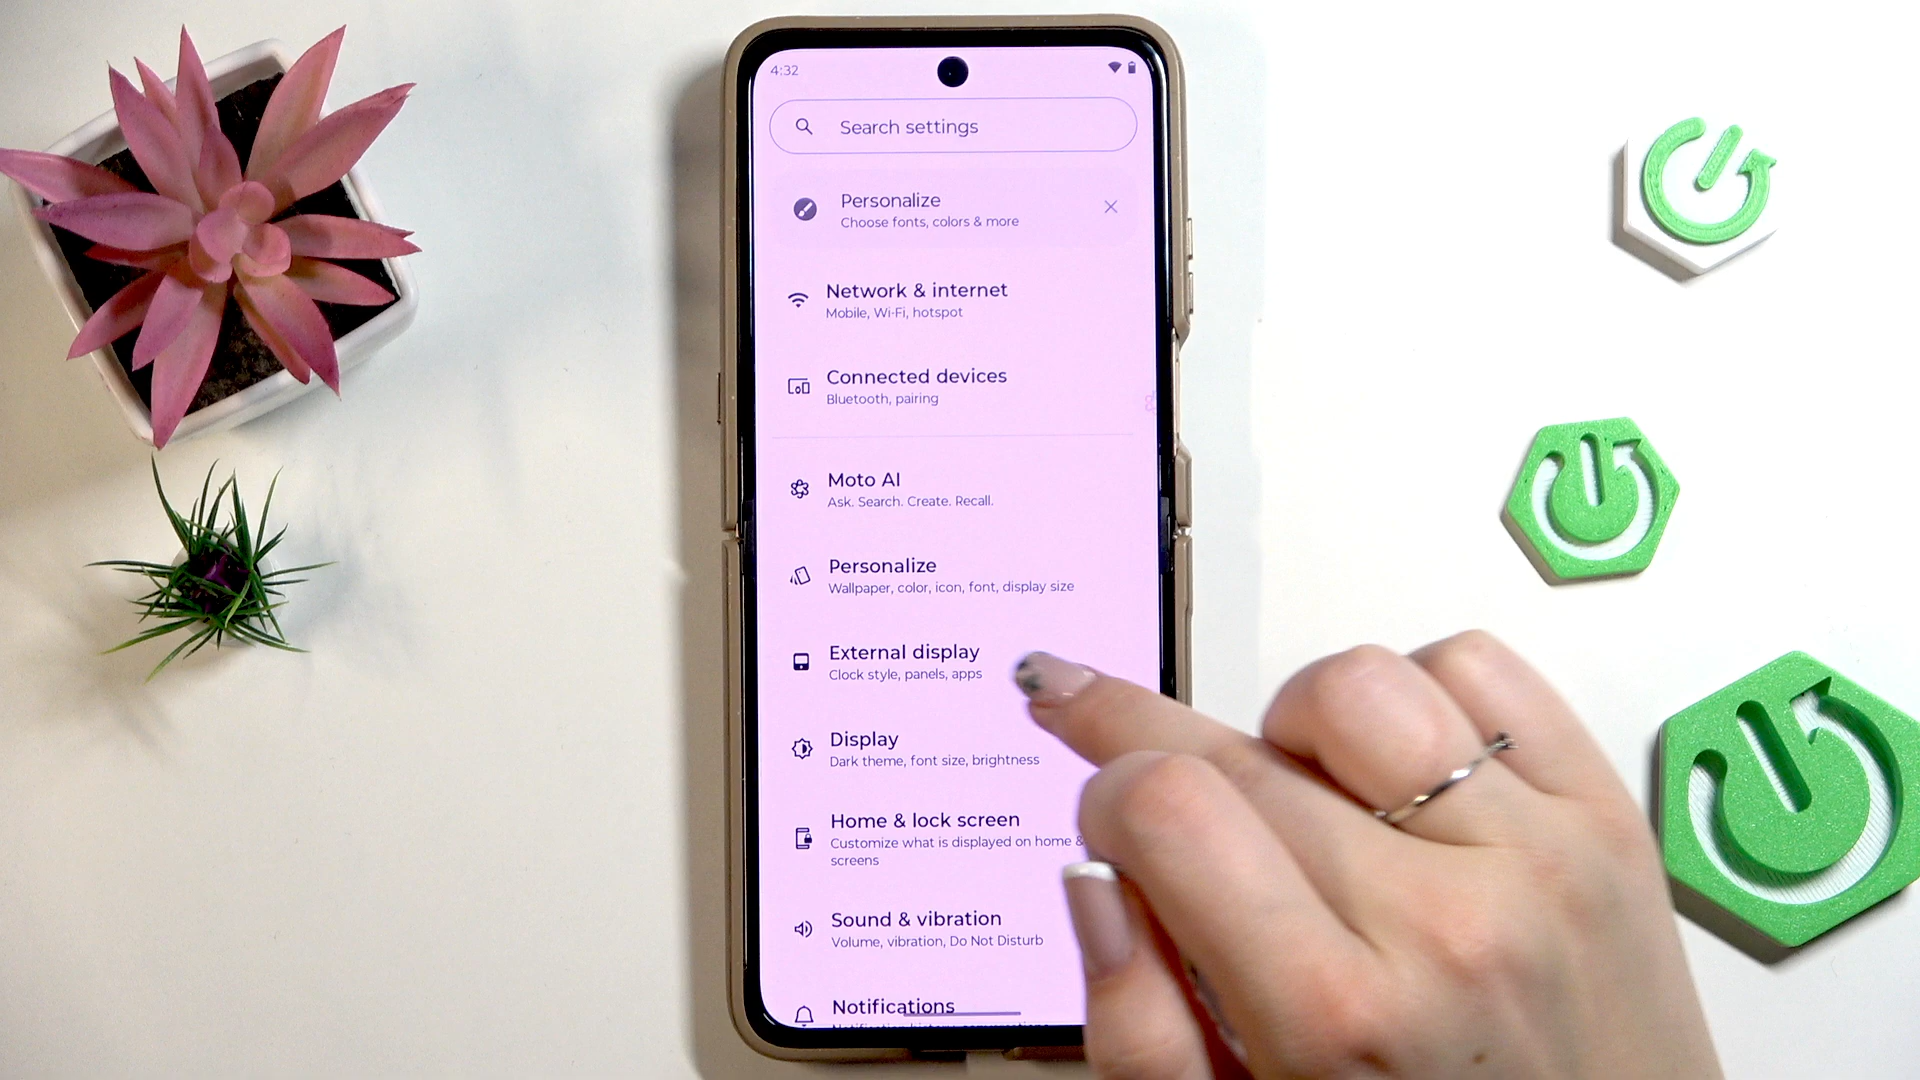 4:32
Search settings
Personalize
Choose fonts, colors & more
Network & internet
Mobile, Wi-Fi, hotspot
Connected devices
Bluetooth, pairing
Moto AI
Ask. Search. Create. Recall.
Personalize
Wallpaper, color, icon, font, display size
External display
Clock style, panels, apps
Display
Dark theme, font size, brightness
Home & lock screen
Customize what is displayed on home &
screens
Sound & vibration
Volume, vibration, Do Not Disturb
Notifications